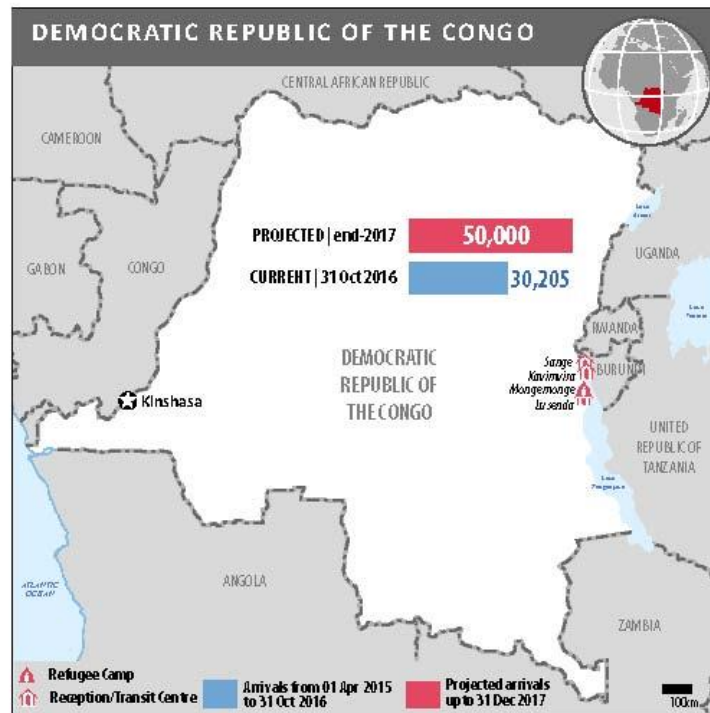 DEMOCRATIC REPUBLIC OF THE CONGO
CENTRAL AFRICAN REPUBLIC
CAMEROON
PROJECTED | end-2017
50,000
CURRENT | 31 Oct 2016
30,205
UGANDA
GABON
CONGO
RWANDA
BURUNDI
Sange
Kavimvira
Mongemonge
Lusenda
DEMOCRATIC
REPUBLIC OF
THE CONGO
Kinshasa
UNITED
REPUBLIC OF
TANZANIA
ANGOLA
ATLANTIC
OCEAN
ZAMBIA
Refugee Camp
Reception/Transit Centre
Arrivals from 01 Apr 2015
to 31 Oct 2016
Projected arrivals
up to 31 Dec 2017
100km